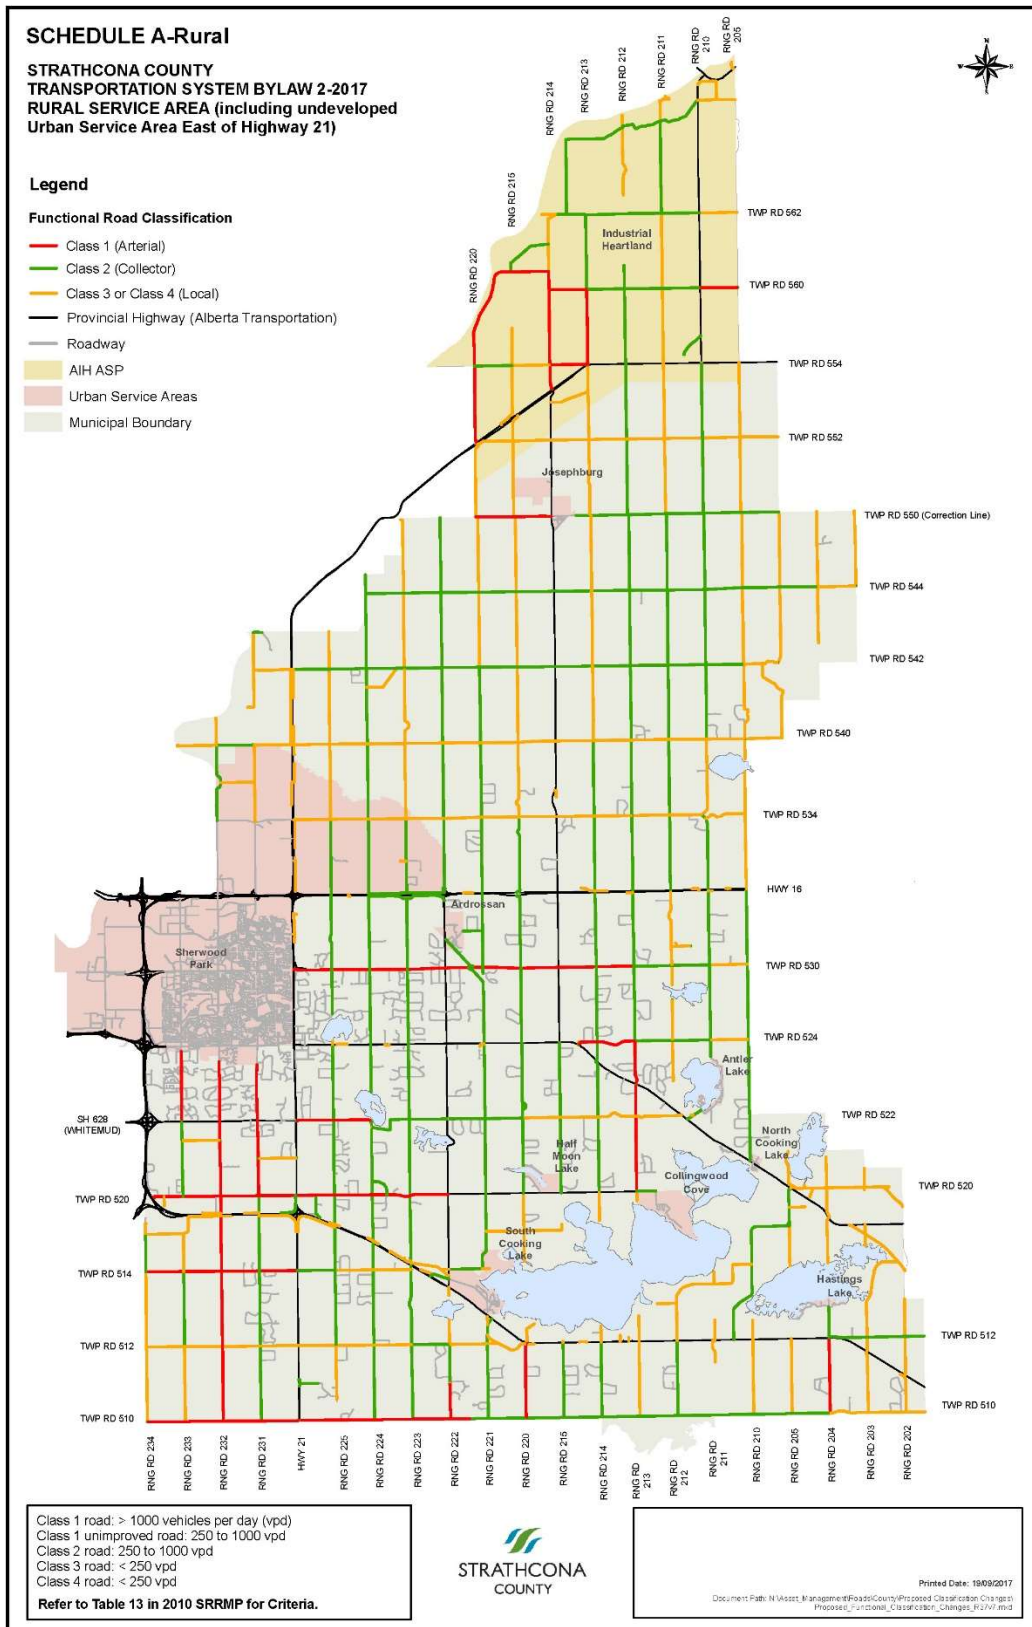 SCHEDULE A-Rural
STRATHCONA COUNTY
TRANSPORTATION SYSTEM BYLAW 2-2017
RURAL SERVICE AREA (including undeveloped
Urban Service Area East of Highway 21)
Legend
Functional Road Classification
Class 1 (Arterial)
Class 2 (Collector)
Class 3 or Class 4 (Local)
Provincial Highway (Alberta Transportation)
Roadway
AIH ASP
Urban Service Areas
Municipal Boundary
N
W
E
S
RNG RD 220
RNG RD 215
RNG RD 214
RNG RD 213
RNG RD 212
RNG RD 211
RNG RD 210
RNG RD 205
TWP RD 562
Industrial
Heartland
TWP RD 560
TWP RD 554
TWP RD 552
Josephburg
TWP RD 550 (Correction Line)
TWP RD 544
TWP RD 542
TWP RD 540
TWP RD 534
HWY 16
Ardrossan
Sherwood
Park
TWP RD 530
TWP RD 524
Antler
Lake
SH 628
(WHITEMUD)
TWP RD 522
North
Cooking
Lake
Half
Moon
Lake
Collingwood
Cove
TWP RD 520
TWP RD 520
South
Cooking
Lake
TWP RD 514
Hastings
Lake
TWP RD 512
TWP RD 512
TWP RD 510
TWP RD 510
RNG RD 234
RNG RD 233
RNG RD 232
RNG RD 231
HWY 21
RNG RD 225
RNG RD 224
RNG RD 223
RNG RD 222
RNG RD 221
RNG RD 220
RNG RD 215
RNG RD 214
RNG RD 213
RNG RD 212
RNG RD 211
RNG RD 210
RNG RD 205
RNG RD 204
RNG RD 203
RNG RD 202
Class 1 road: > 1000 vehicles per day (vpd)
Class 1 unimproved road: 250 to 1000 vpd
Class 2 road: 250 to 1000 vpd
Class 3 road: < 250 vpd
Class 4 road: < 250 vpd
Refer to Table 13 in 2010 SRRMP for Criteria.
STRATHCONA
COUNTY
Printed Date: 19/09/2017
Document Path: N:\Asset_Management\Roads\County\Proposed Classification Changes\
Proposed_Functional_Classification_Changes_R27V7.mxd